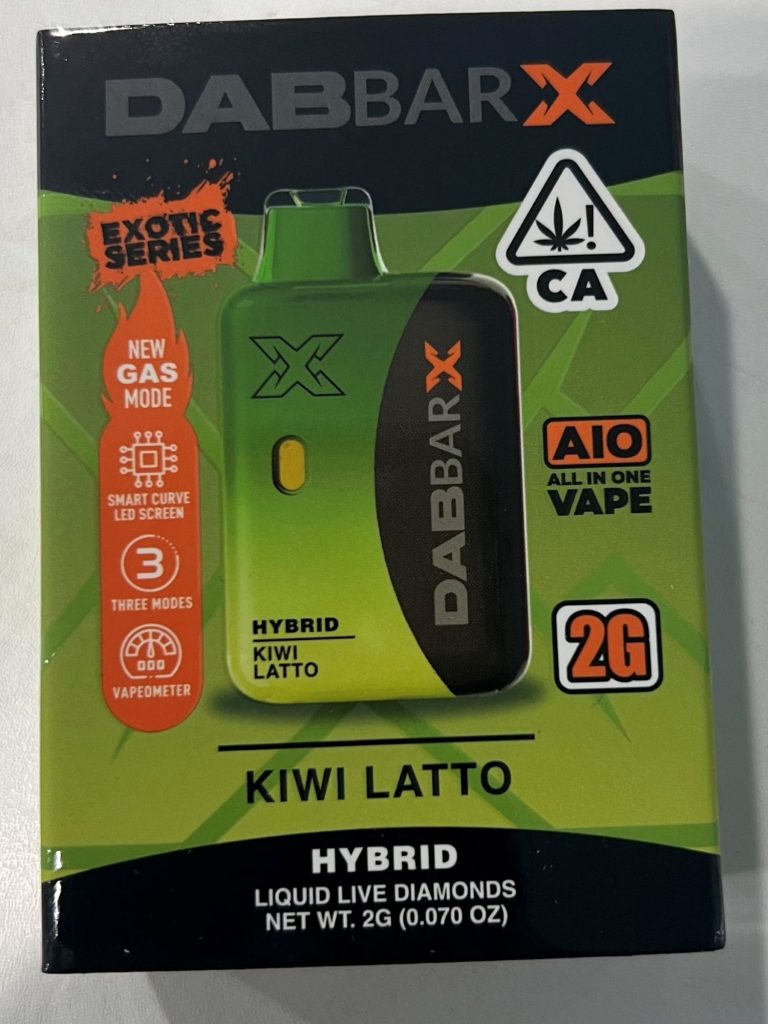 DABBARX
EXOTIC
SERIES
CA
NEW
GAS
MODE
SMART CURVE
LED SCREEN
3
THREE MODES
VAPEOMETER
X
DABBARX
HYBRID
KIWI
LATTO
AIO
ALL IN ONE
VAPE
2G
KIWI LATTO
HYBRID
LIQUID LIVE DIAMONDS
NET WT. 2G (0.070 OZ)